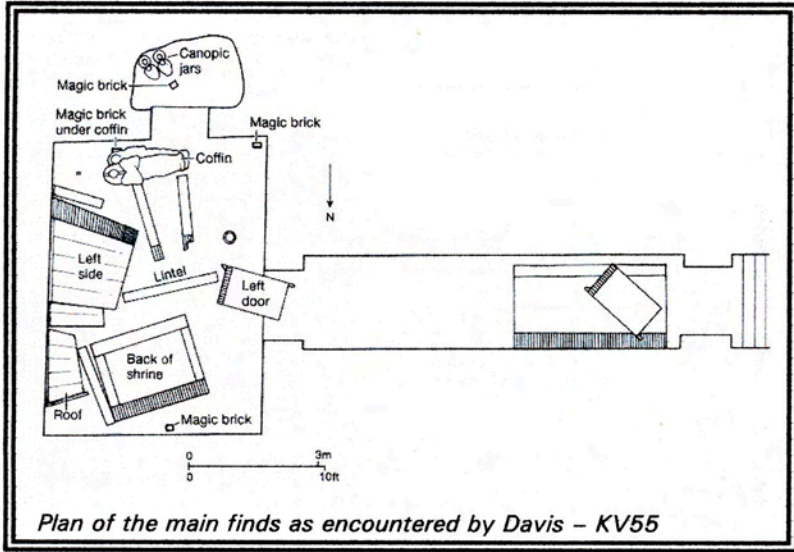 Canopic
jars
Magic brick
Magic brick
under coffin
Magic brick
Coffin
N
Left
side
Lintel
Left
door
Back of
shrine
Roof
Magic brick
0 3m
0 10ft
Plan of the main finds as encountered by Davis – KV55